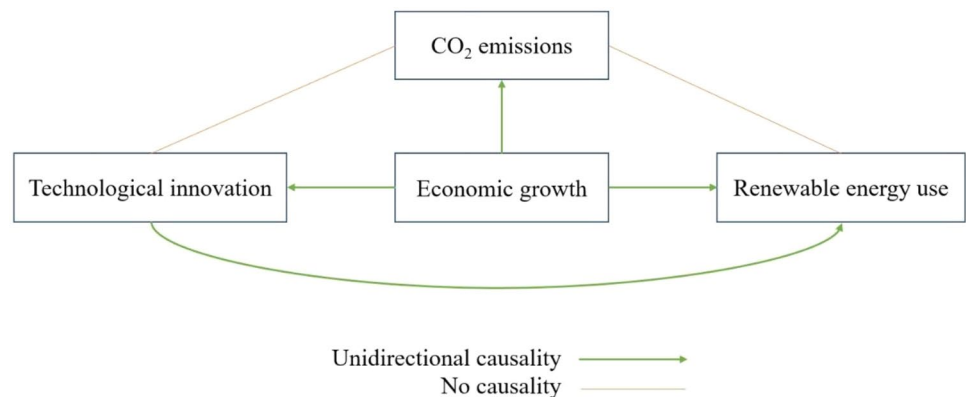 CO₂ emissions
Technological innovation
Economic growth
Renewable energy use
Unidirectional causality
No causality